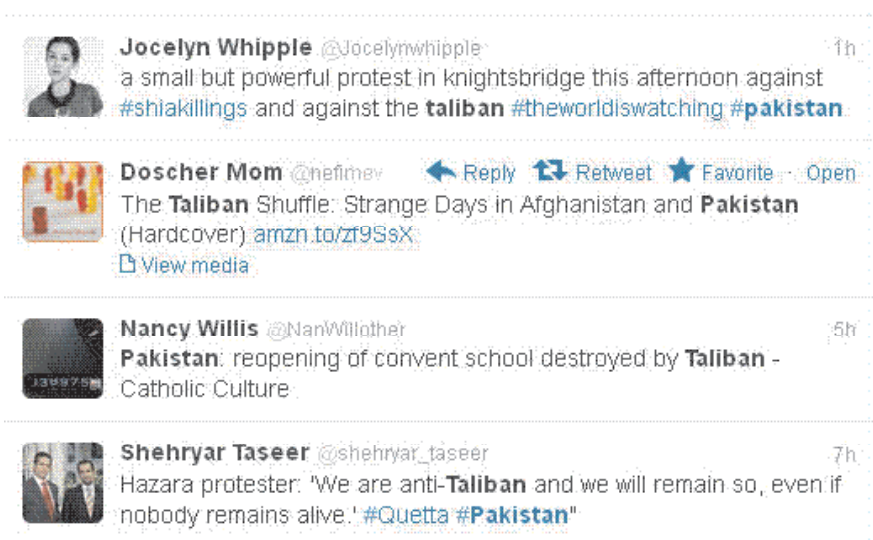 Jocelyn Whipple @Jocelynwhipple 1h
a small but powerful protest in knightsbridge this afternoon against
#shiakillings and against the taliban #theworldiswatching #pakistan
Doscher Mom Reply Retweet Favorite · Open
The Taliban Shuffle: Strange Days in Afghanistan and Pakistan
(Hardcover) amzn.to/zf9SsX
View media
Nancy Willis @NanWillother 5h
Pakistan: reopening of convent school destroyed by Taliban -
Catholic Culture
Shehryar Taseer @shehryar_taseer 7h
Hazara protester: 'We are anti-Taliban and we will remain so, even if
nobody remains alive.' #Quetta #Pakistan"